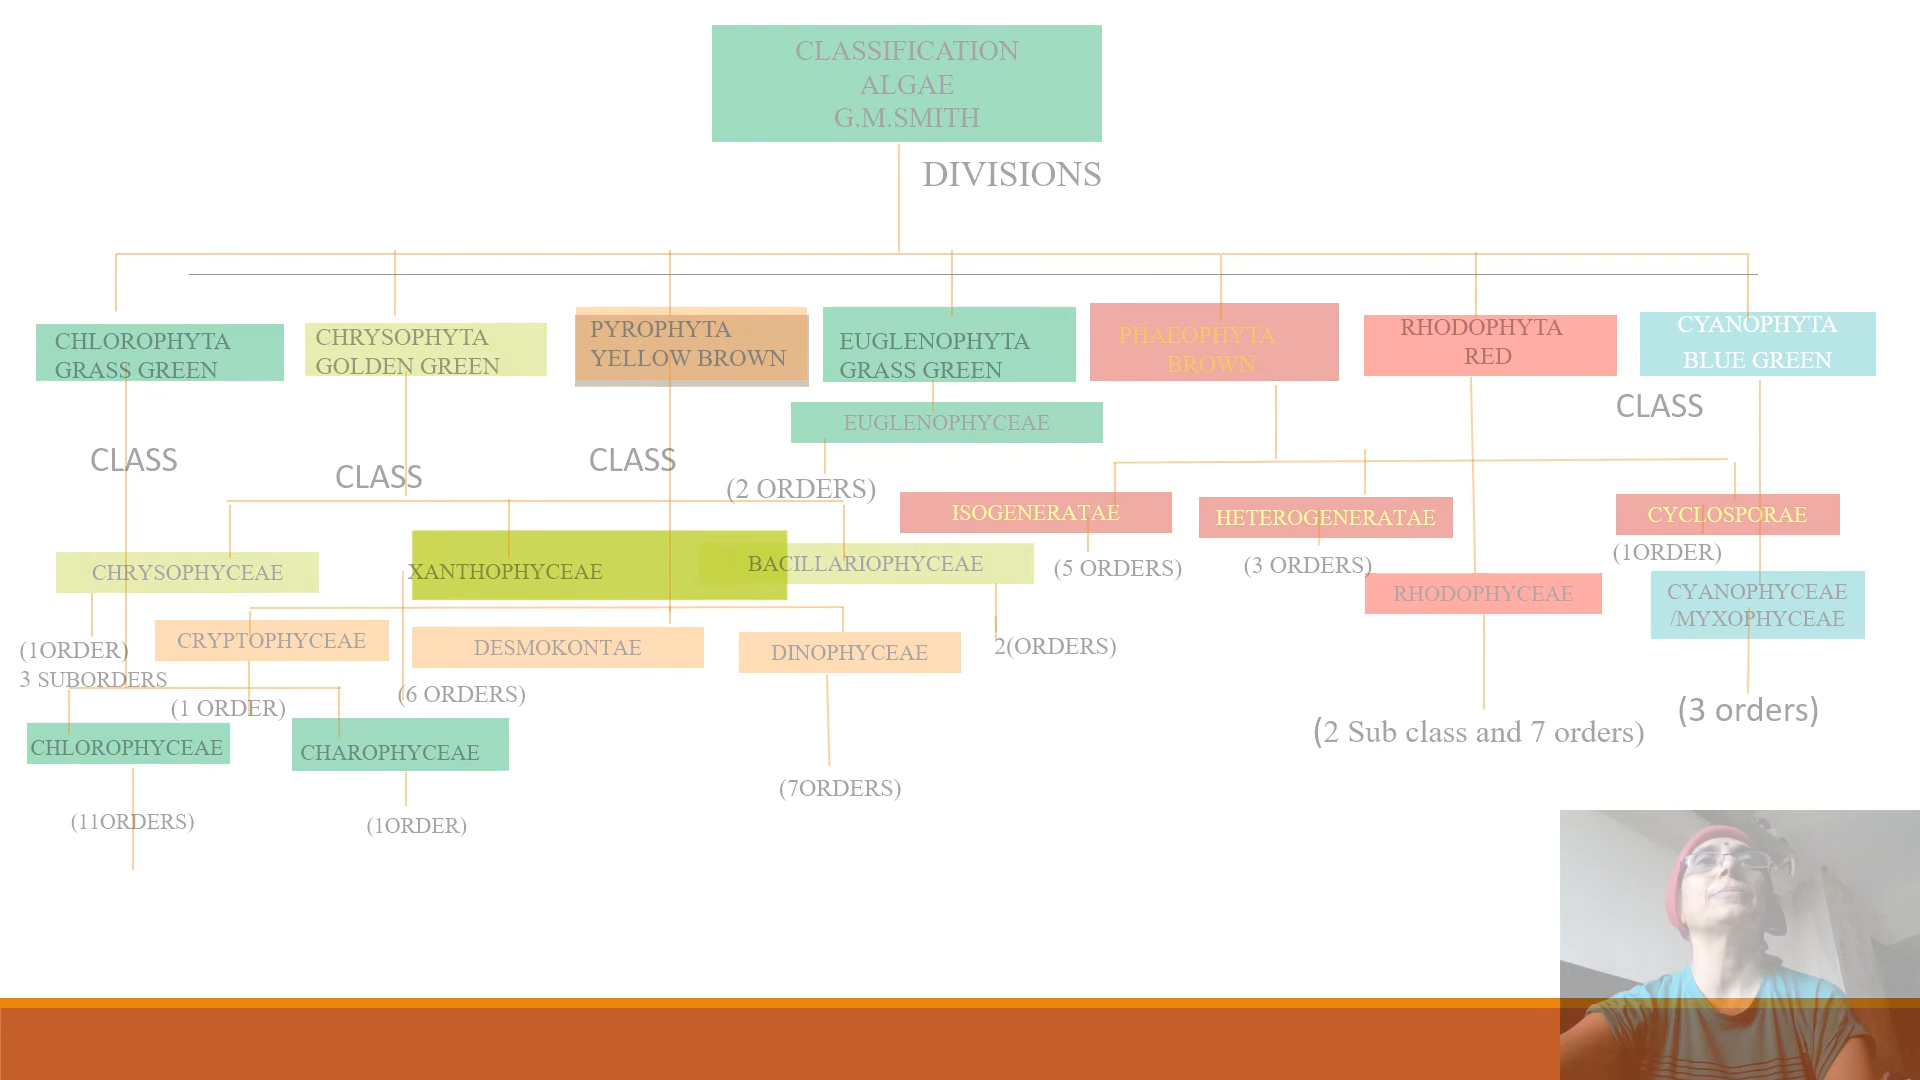 CLASSIFICATION
ALGAE
G.M.SMITH
DIVISIONS
CHLOROPHYTA
GRASS GREEN
CHRYSOPHYTA
GOLDEN GREEN
PYROPHYTA
YELLOW BROWN
EUGLENOPHYTA
GRASS GREEN
PHAEOPHYTA
BROWN
RHODOPHYTA
RED
CYANOPHYTA
BLUE GREEN
CLASS
EUGLENOPHYCEAE
CLASS
CLASS
CLASS
(2 ORDERS)
ISOGENERATAE
HETEROGENERATAE
CYCLOSPORAE
(5 ORDERS)
(3 ORDERS)
(1ORDER)
CHRYSOPHYCEAE
XANTHOPHYCEAE
BACILLARIOPHYCEAE
RHODOPHYCEAE
CYANOPHYCEAE
/MYXOPHYCEAE
(1ORDER)
3 SUBORDERS
CRYPTOPHYCEAE
DESMOKONTAE
DINOPHYCEAE
2(ORDERS)
(1 ORDER)
(6 ORDERS)
(2 Sub class and 7 orders)
(3 orders)
CHLOROPHYCEAE
CHAROPHYCEAE
(7ORDERS)
(11ORDERS)
(1ORDER)